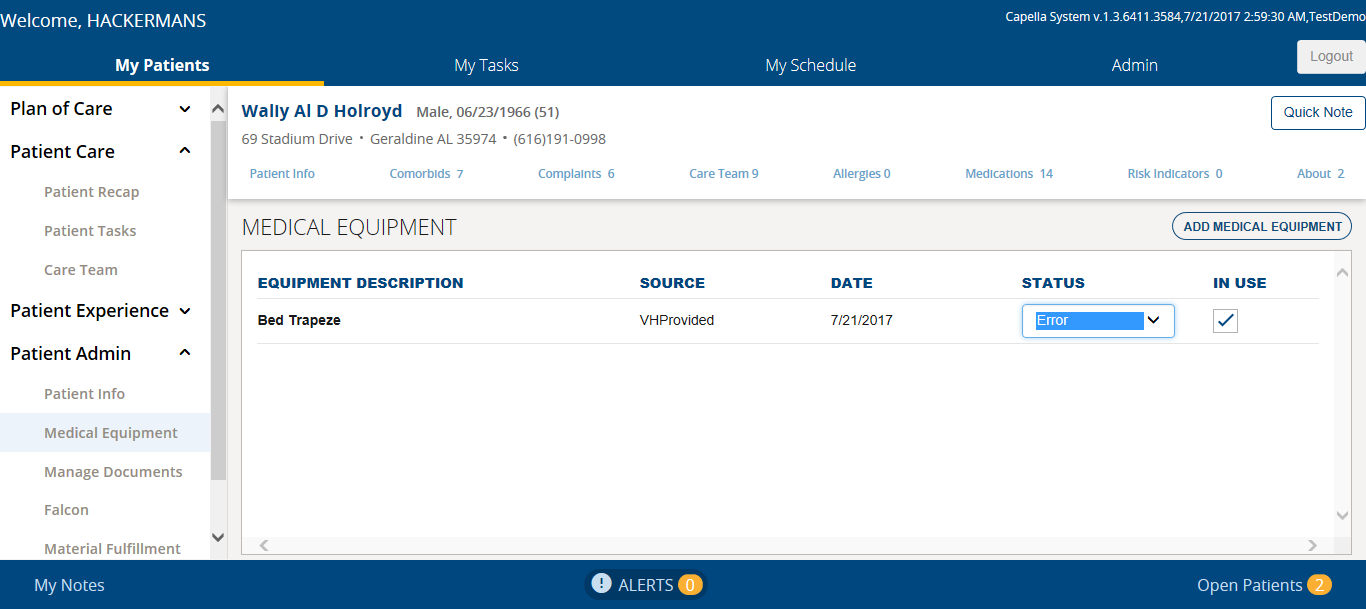 Welcome, HACKERMANS
Capella System v.1.3.6411.3584,7/21/2017 2:59:30 AM,TestDemo
Logout
My Patients My Tasks My Schedule Admin
Plan of Care
Patient Care
Patient Recap
Patient Tasks
Care Team
Patient Experience
Patient Admin
Patient Info
Medical Equipment
Manage Documents
Falcon
Material Fulfillment
Wally Al D Holroyd Male, 06/23/1966 (51)
Quick Note
69 Stadium Drive • Geraldine AL 35974 • (616)191-0998
Patient Info Comorbids 7 Complaints 6 Care Team 9 Allergies 0 Medications 14 Risk Indicators 0 About 2
MEDICAL EQUIPMENT
ADD MEDICAL EQUIPMENT
EQUIPMENT DESCRIPTION SOURCE DATE STATUS IN USE
Bed Trapeze VHProvided 7/21/2017 Error
My Notes ! ALERTS 0 Open Patients 2